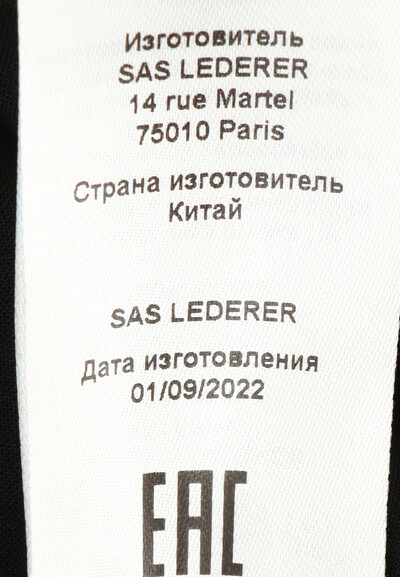 Изготовитель
SAS LEDERER
14 rue Martel
75010 Paris
Страна изготовитель
Китай
SAS LEDERER
Дата изготовления
01/09/2022
EAC